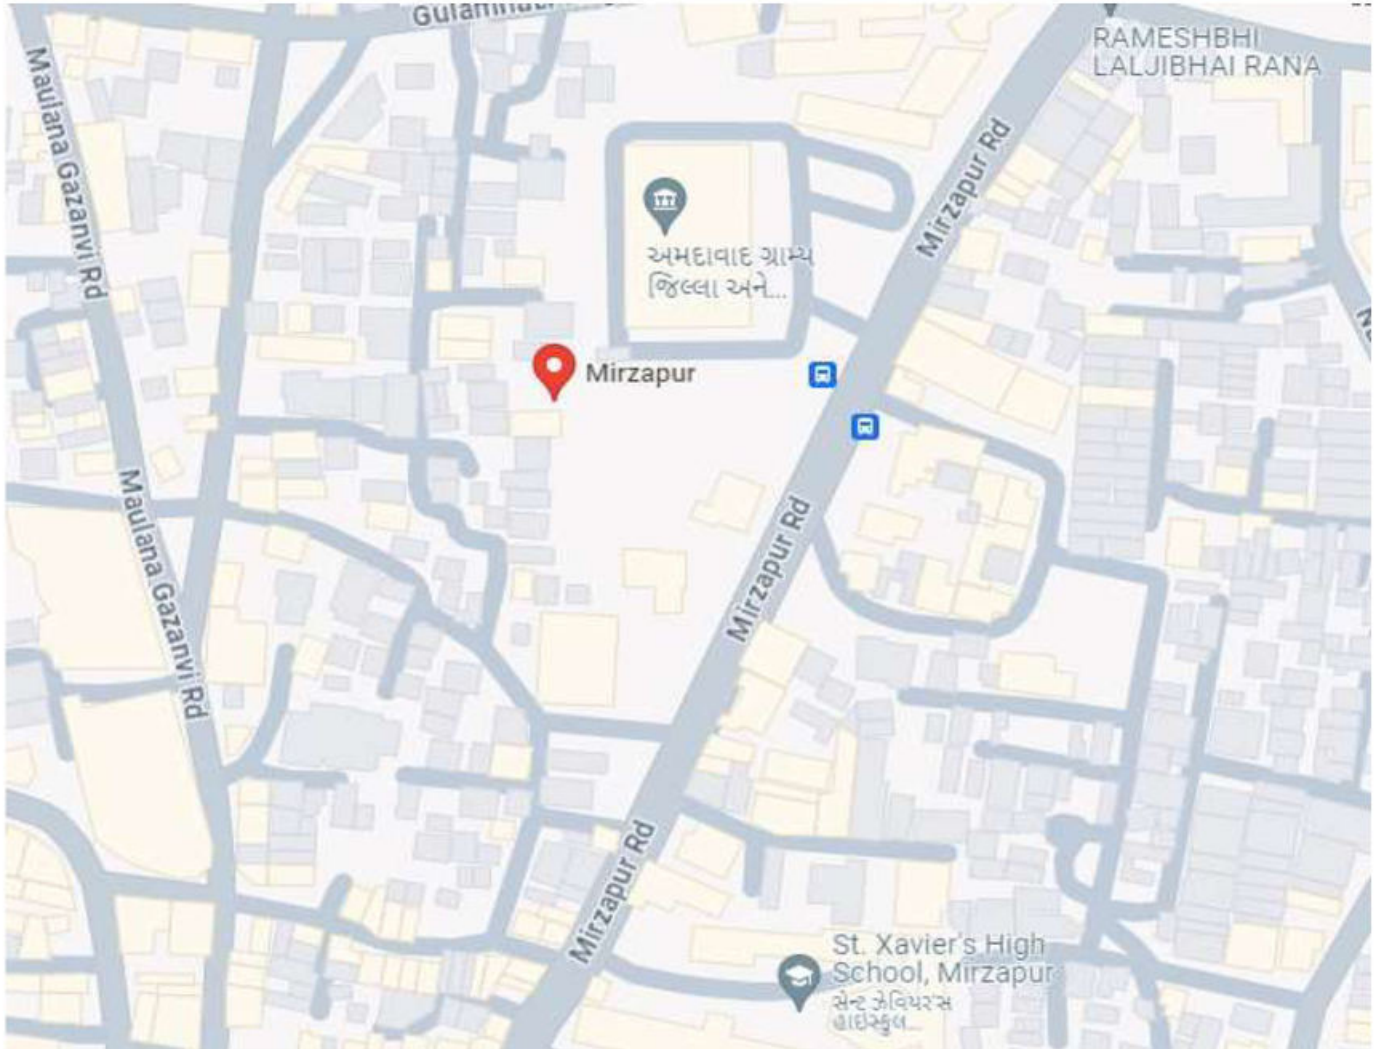 RAMESHBHI
LALJIBHAI RANA
Maulana Gazanvi Rd
Mirzapur Rd
અમદાવાદ ગ્રામ્ય
જિલ્લા અને...
Mirzapur
Maulana Gazanvi Rd
Mirzapur Rd
Mirzapur Rd
St. Xavier's High
School, Mirzapur
સેન્ટ ઝેવિયર'સ
હાઇસ્કુલ...